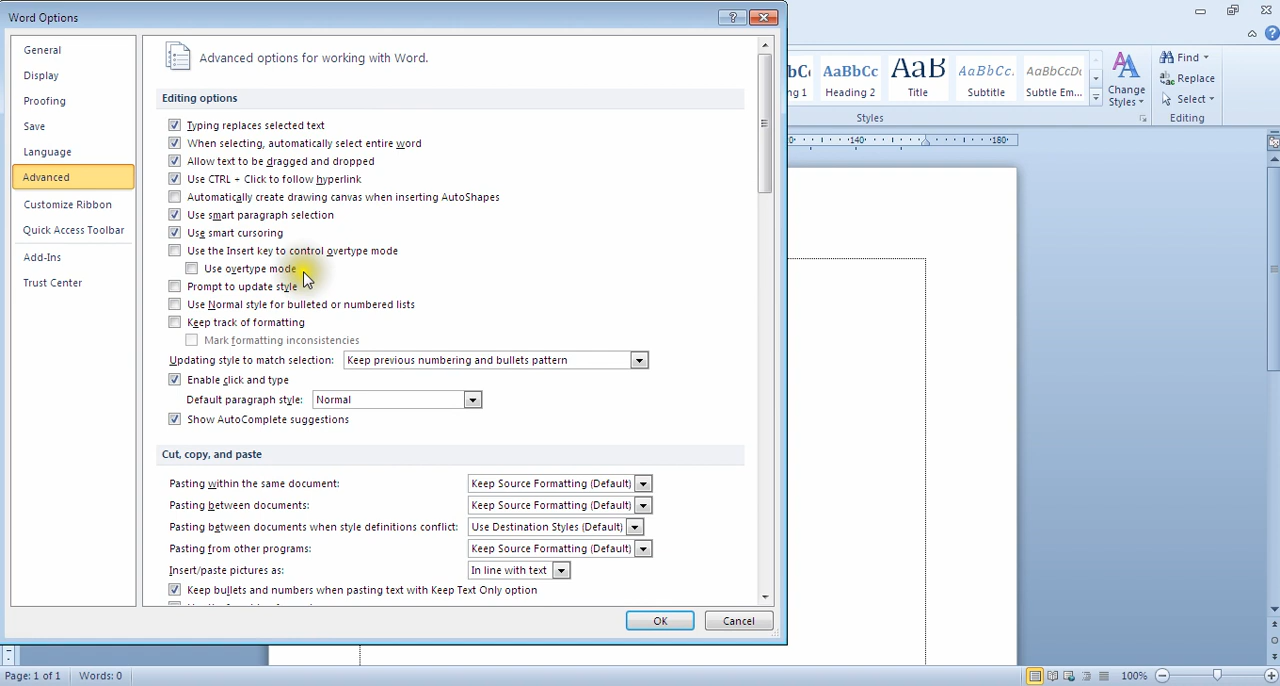 Word Options
General
Display
Proofing
Save
Language
Advanced
Customize Ribbon
Quick Access Toolbar
Add-Ins
Trust Center
Advanced options for working with Word.
Editing options
Typing replaces selected text
When selecting, automatically select entire word
Allow text to be dragged and dropped
Use CTRL + Click to follow hyperlink
Automatically create drawing canvas when inserting AutoShapes
Use smart paragraph selection
Use smart cursoring
Use the Insert key to control overtype mode
Use overtype mode
Prompt to update style
Use Normal style for bulleted or numbered lists
Keep track of formatting
Mark formatting inconsistencies
Updating style to match selection: Keep previous numbering and bullets pattern
Enable click and type
Default paragraph style: Normal
Show AutoComplete suggestions
Cut, copy, and paste
Pasting within the same document: Keep Source Formatting (Default)
Pasting between documents: Keep Source Formatting (Default)
Pasting between documents when style definitions conflict: Use Destination Styles (Default)
Pasting from other programs: Keep Source Formatting (Default)
Insert/paste pictures as: In line with text
Keep bullets and numbers when pasting text with Keep Text Only option
OK Cancel
AaBbCc AaB AaBbCc. AaBbCcDc
ng 1 Heading 2 Title Subtitle Subtle Em...
Change
Styles
Styles
Find
Replace
Select
Editing
140 180
Page: 1 of 1 Words: 0 100%